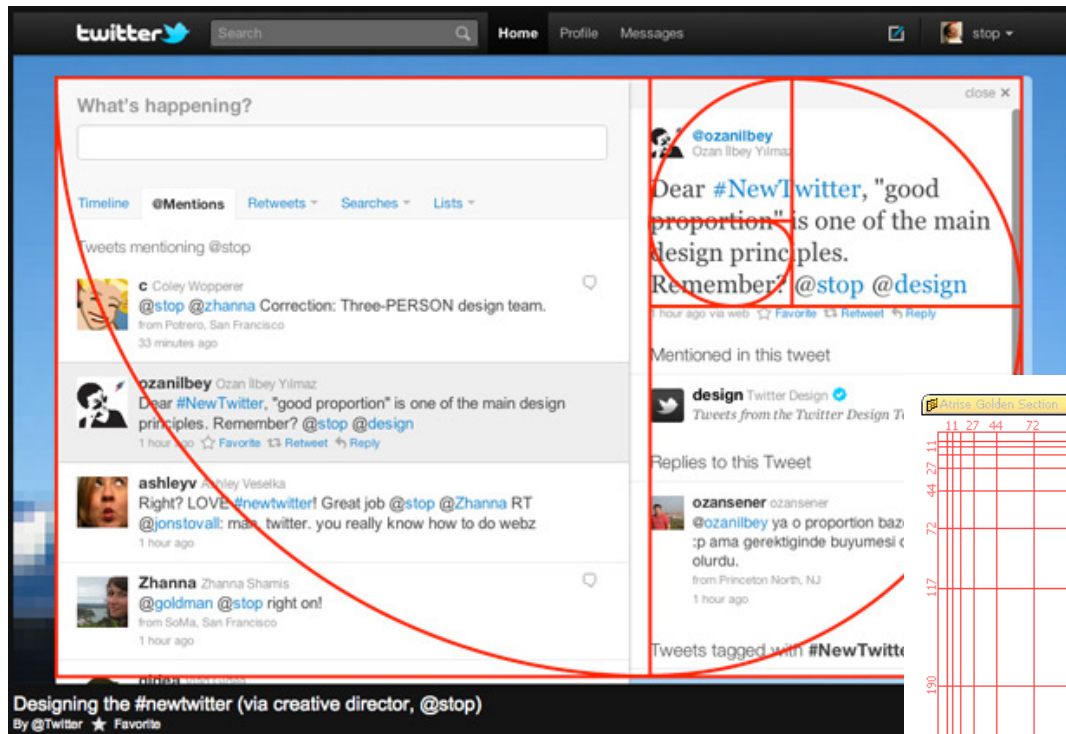 twitter
Search
Home Profile Messages
stop
What's happening?
Timeline @Mentions Retweets Searches Lists
Tweets mentioning @stop
c Coley Wopperer
@stop @zhanna Correction: Three-PERSON design team.
from Potrero, San Francisco
33 minutes ago
ozanilbey Ozan İlbey Yılmaz
Dear #NewTwitter, "good proportion" is one of the main design
principles. Remember? @stop @design
1 hour ago Favorite Retweet Reply
ashleyv Ashley Veselka
Right? LOVE #newtwitter! Great job @stop @Zhanna RT
@jonstovall: man, twitter. you really know how to do webz
1 hour ago
Zhanna Zhanna Shamis
@goldman @stop right on!
from SoMa, San Francisco
1 hour ago
close X
@ozanilbey
Ozan İlbey Yılmaz
Dear #NewTwitter, "good
proportion" is one of the main
design principles.
Remember? @stop @design
1 hour ago via web Favorite Retweet Reply
Mentioned in this tweet
design Twitter Design
Tweets from the Twitter Design
Replies to this Tweet
ozansener ozansener
@ozanilbey ya o proportion
:p ama gerektiginde buyumesi
olurdu.
from Princeton North, NJ
1 hour ago
Tweets tagged with #NewTwitte
Designing the #newtwitter (via creative director, @stop)
By @Twitter Favorite
Atrise Golden Section
11 27 44 72
11
27
44
72
117
190